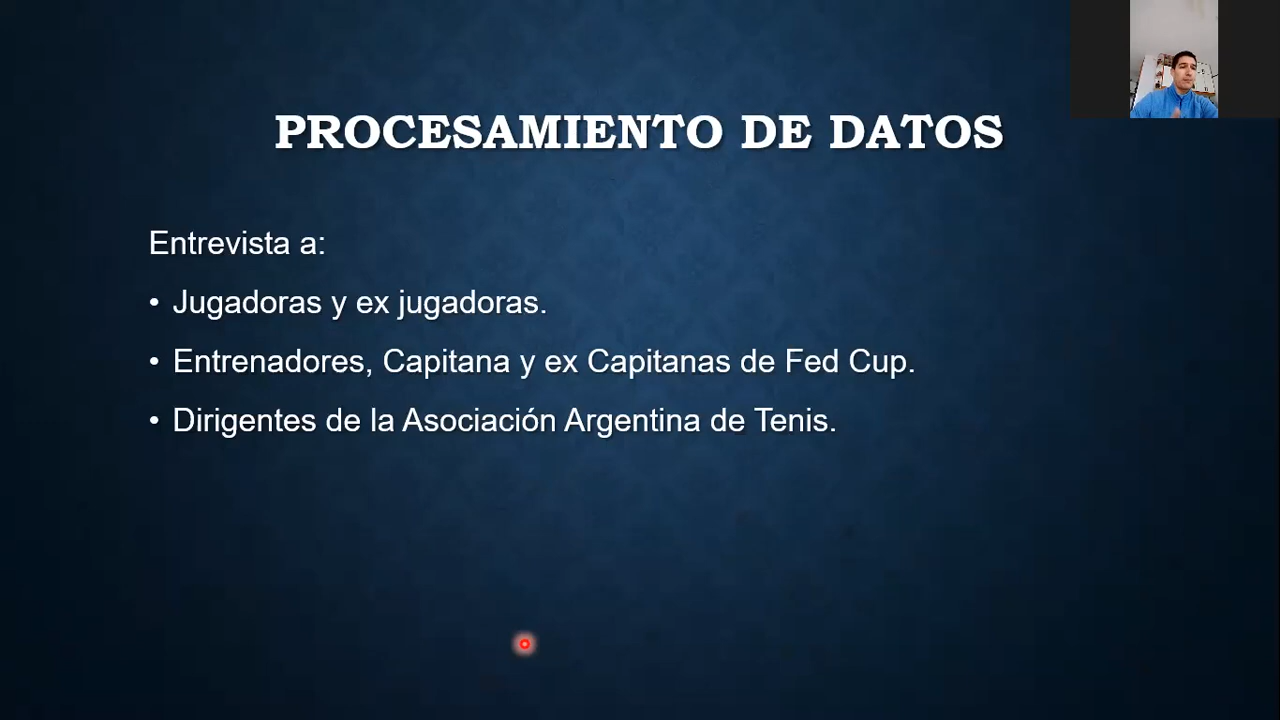 PROCESAMIENTO DE DATOS
Entrevista a:
• Jugadoras y ex jugadoras.
• Entrenadores, Capitana y ex Capitanas de Fed Cup.
• Dirigentes de la Asociación Argentina de Tenis.